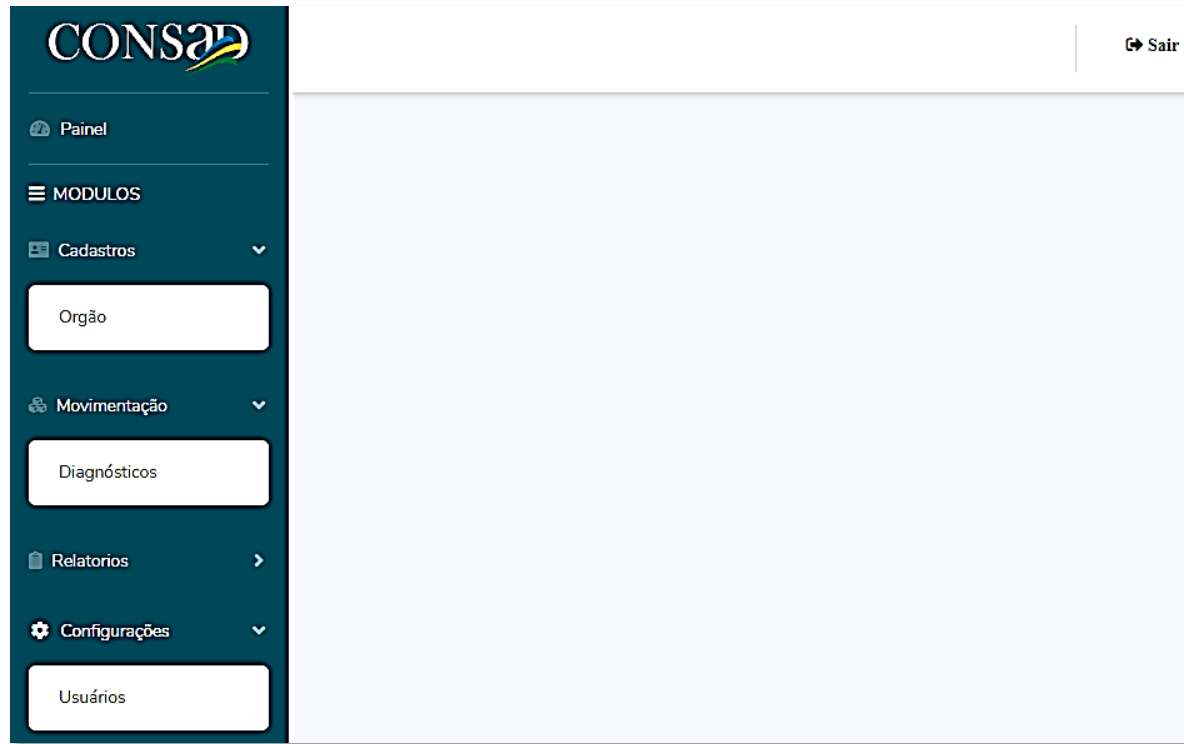 CONSAD
Sair
Painel
MODULOS
Cadastros
Orgão
Movimentação
Diagnósticos
Relatorios
Configurações
Usuários